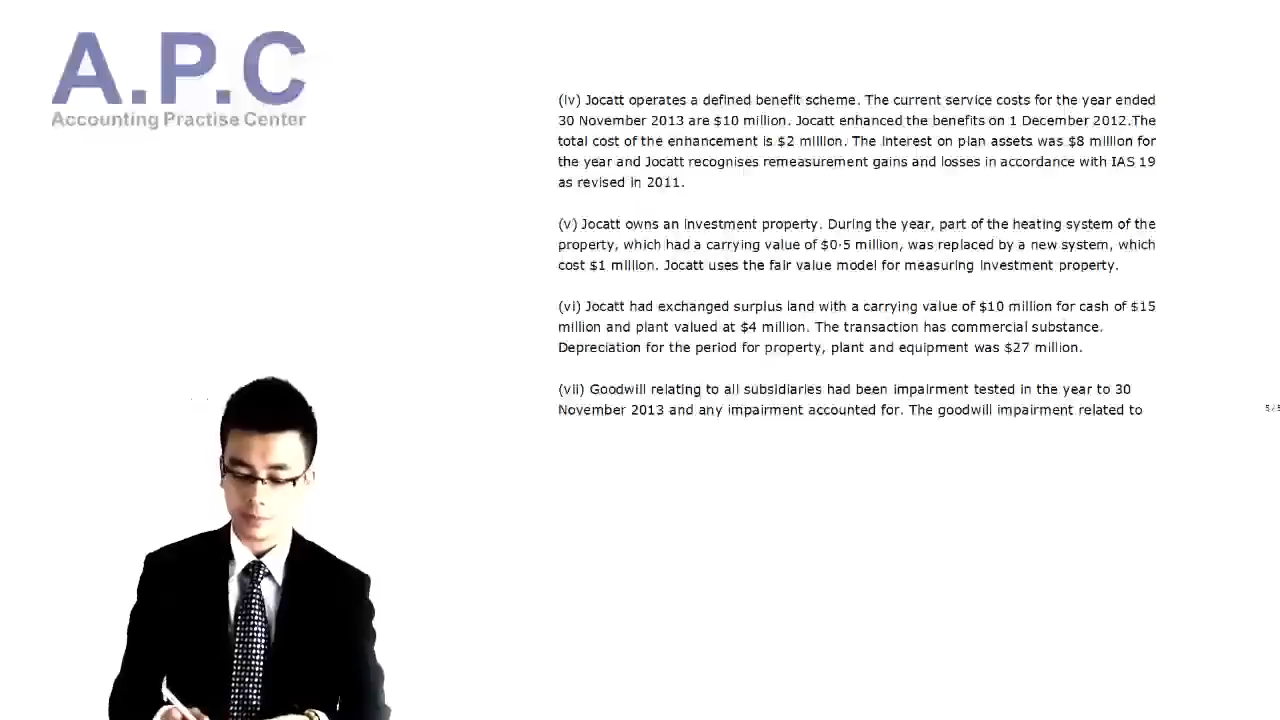 A.P.C
Accounting Practise Center
(iv) Jocatt operates a defined benefit scheme. The current service costs for the year ended
30 November 2013 are $10 million. Jocatt enhanced the benefits on 1 December 2012.The
total cost of the enhancement is $2 million. The interest on plan assets was $8 million for
the year and Jocatt recognises remeasurement gains and losses in accordance with IAS 19
as revised in 2011.
(v) Jocatt owns an investment property. During the year, part of the heating system of the
property, which had a carrying value of $0·5 million, was replaced by a new system, which
cost $1 million. Jocatt uses the fair value model for measuring investment property.
(vi) Jocatt had exchanged surplus land with a carrying value of $10 million for cash of $15
million and plant valued at $4 million. The transaction has commercial substance.
Depreciation for the period for property, plant and equipment was $27 million.
(vii) Goodwill relating to all subsidiaries had been impairment tested in the year to 30
November 2013 and any impairment accounted for. The goodwill impairment related to